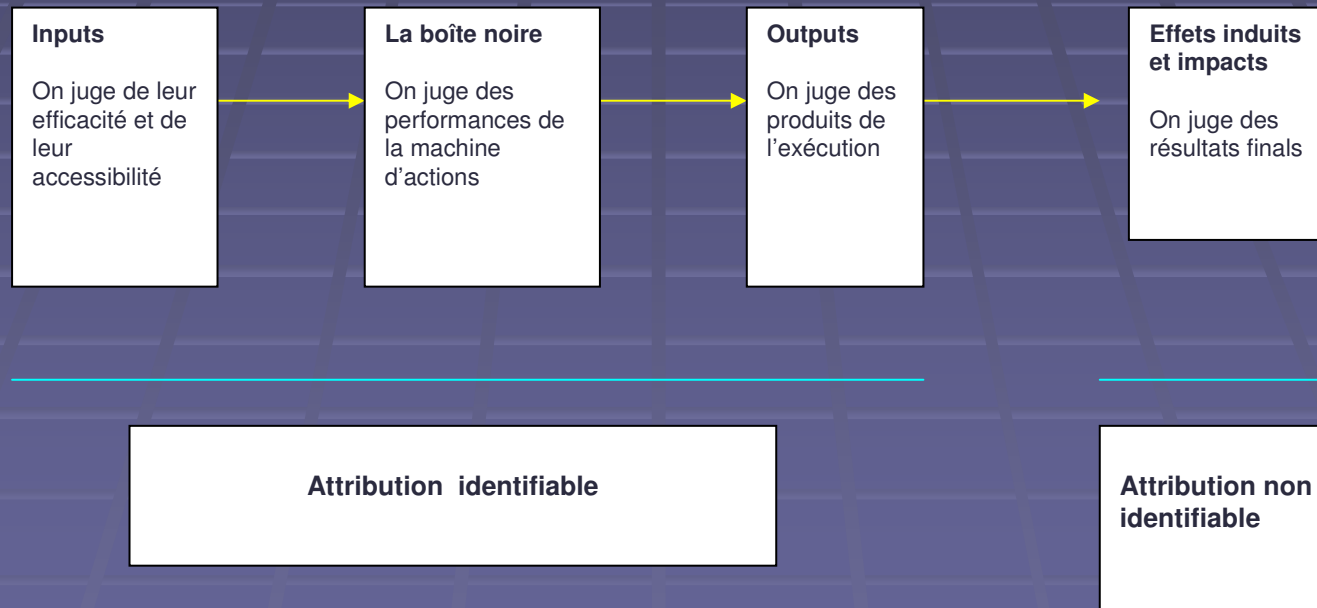 Inputs
On juge de leur
efficacité et de
leur
accessibilité
La boîte noire
On juge des
performances de
la machine
d'actions
Outputs
On juge des
produits de
l'exécution
Effets induits
et impacts
On juge des
résultats finals
Attribution  identifiable
Attribution non
identifiable